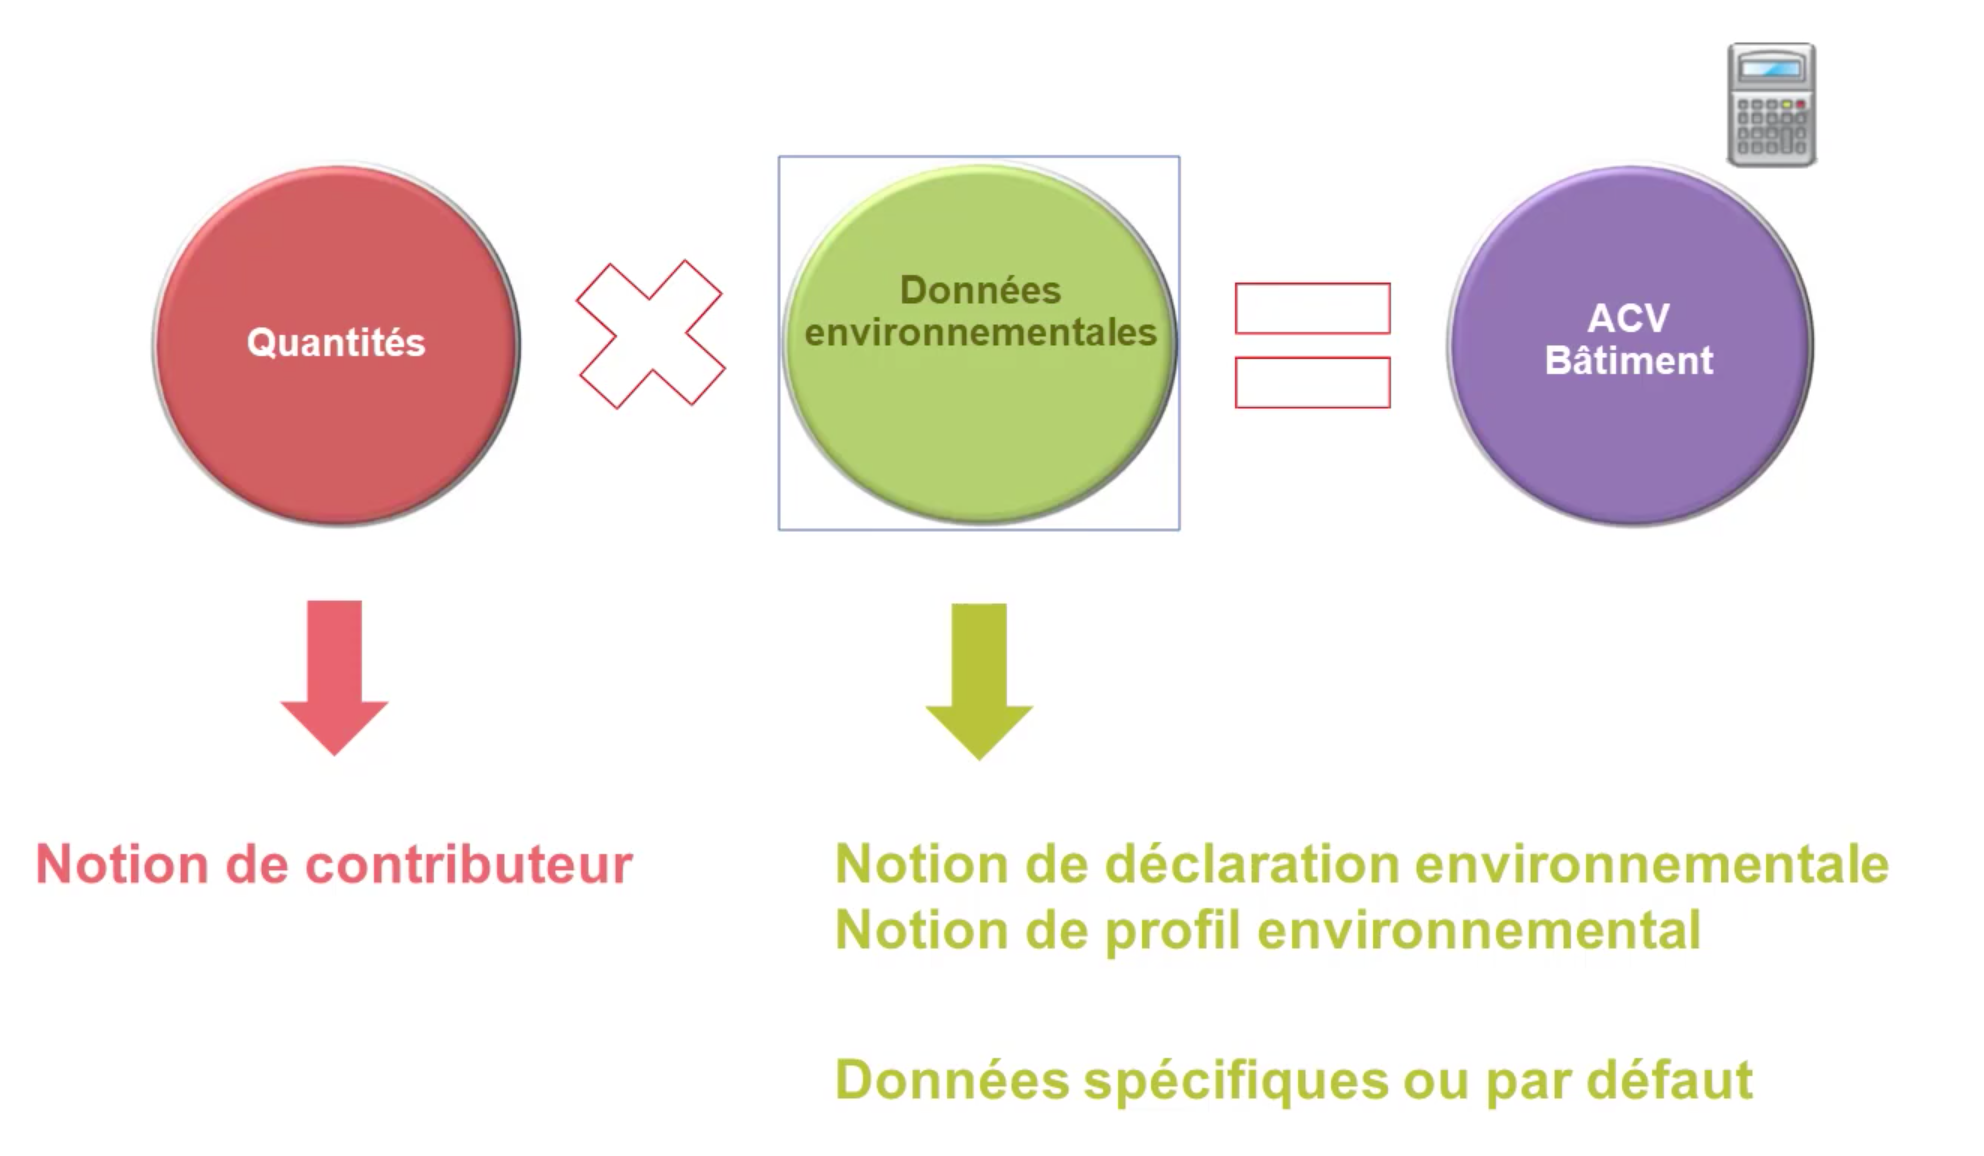 Quantités
Données
environnementales
ACV
Bâtiment
Notion de contributeur
Notion de déclaration environnementale
Notion de profil environnemental
Données spécifiques ou par défaut